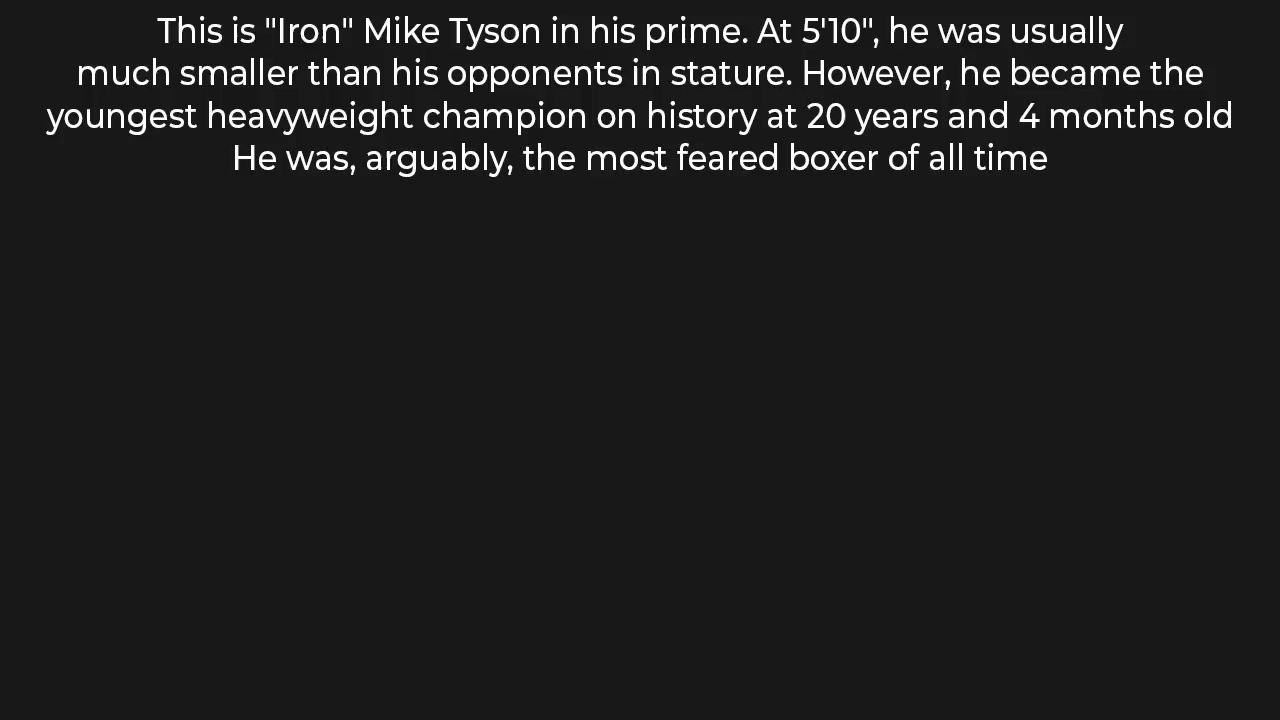 This is "Iron" Mike Tyson in his prime. At 5'10", he was usually
much smaller than his opponents in stature. However, he became the
youngest heavyweight champion on history at 20 years and 4 months old
He was, arguably, the most feared boxer of all time